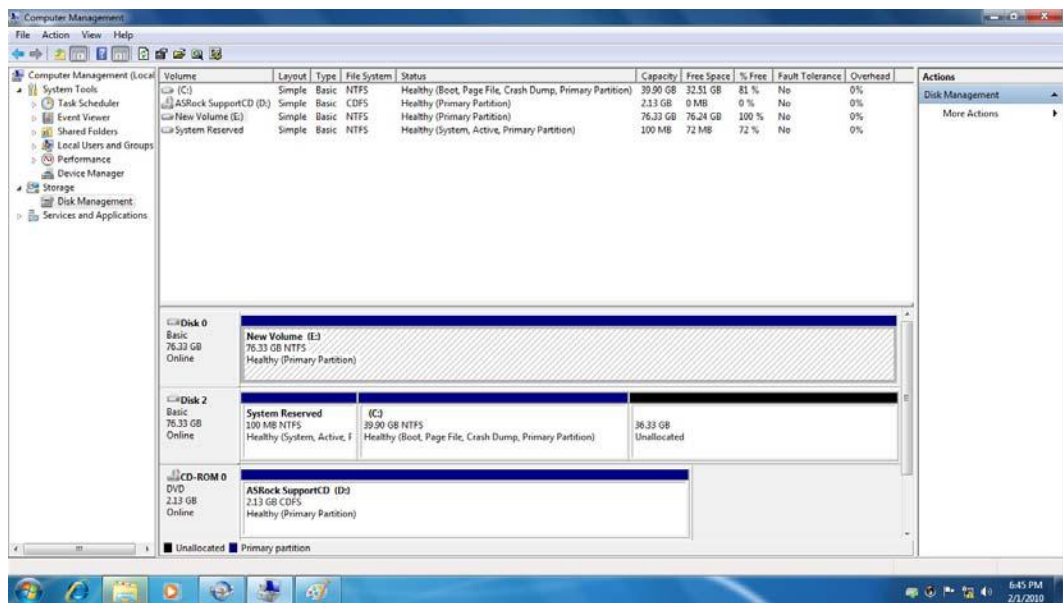 Computer Management
File Action View Help
Computer Management (Local
System Tools
Task Scheduler
Event Viewer
Shared Folders
Local Users and Groups
Performance
Device Manager
Storage
Disk Management
Services and Applications
Volume Layout Type File System Status Capacity Free Space % Free Fault Tolerance Overhead
(C:) Simple Basic NTFS Healthy (Boot, Page File, Crash Dump, Primary Partition) 39.90 GB 32.51 GB 81 % No 0%
ASRock SupportCD (D:) Simple Basic CDFS Healthy (Primary Partition) 2.13 GB 0 MB 0 % No 0%
New Volume (E:) Simple Basic NTFS Healthy (Primary Partition) 76.33 GB 76.24 GB 100 % No 0%
System Reserved Simple Basic NTFS Healthy (System, Active, Primary Partition) 100 MB 72 MB 72 % No 0%
Actions
Disk Management
More Actions
Disk 0
Basic
76.33 GB
Online
New Volume (E:)
76.33 GB NTFS
Healthy (Primary Partition)
Disk 2
Basic
76.33 GB
Online
System Reserved
100 MB NTFS
Healthy (System, Active, P
(C:)
39.90 GB NTFS
Healthy (Boot, Page File, Crash Dump, Primary Partition)
36.33 GB
Unallocated
CD-ROM 0
DVD
2.13 GB
Online
ASRock SupportCD (D:)
2.13 GB CDFS
Healthy (Primary Partition)
Unallocated Primary partition
6:45 PM
2/1/2010